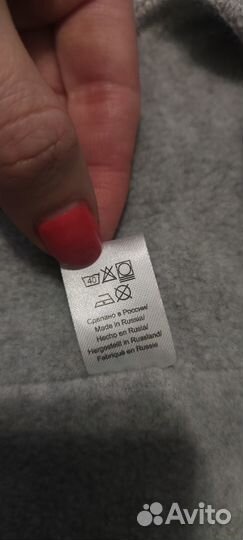 40
Сделано в России/
Made in Russia/
Hecho en Rusia/
Hergestellt in Russland/
Fabriqué en Russie
Avito